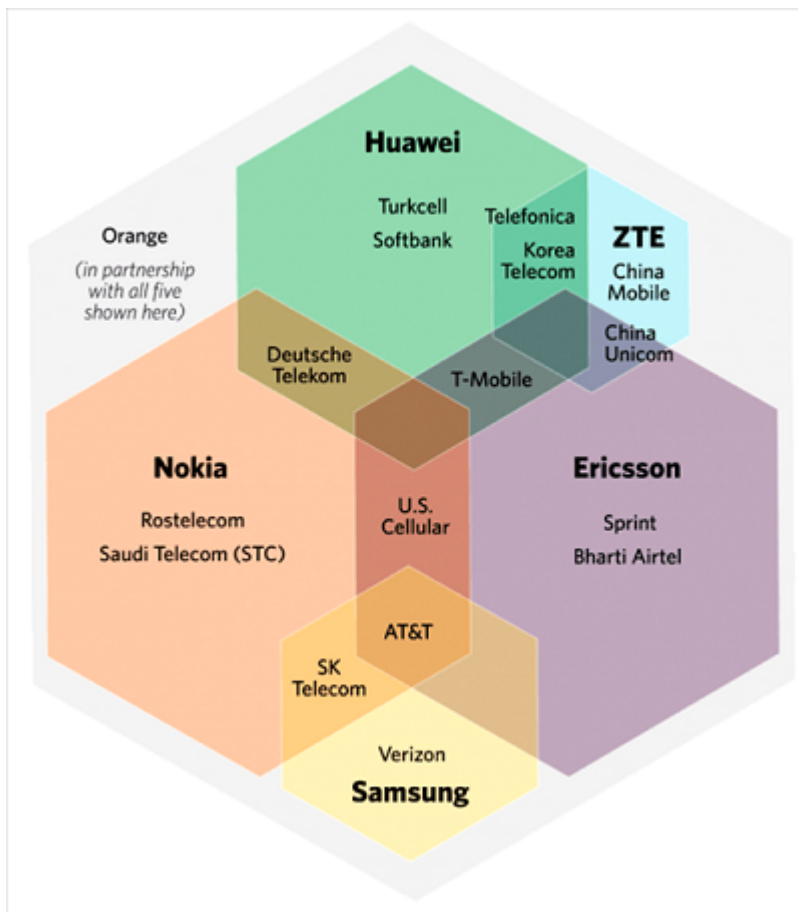 Huawei
Turkcell
Softbank
Telefonica
Korea
Telecom
ZTE
China
Mobile
China
Unicom
Orange
(in partnership
with all five
shown here)
Deutsche
Telekom
T-Mobile
Nokia
Rostelecom
Saudi Telecom (STC)
U.S.
Cellular
Ericsson
Sprint
Bharti Airtel
AT&T
SK
Telecom
Verizon
Samsung